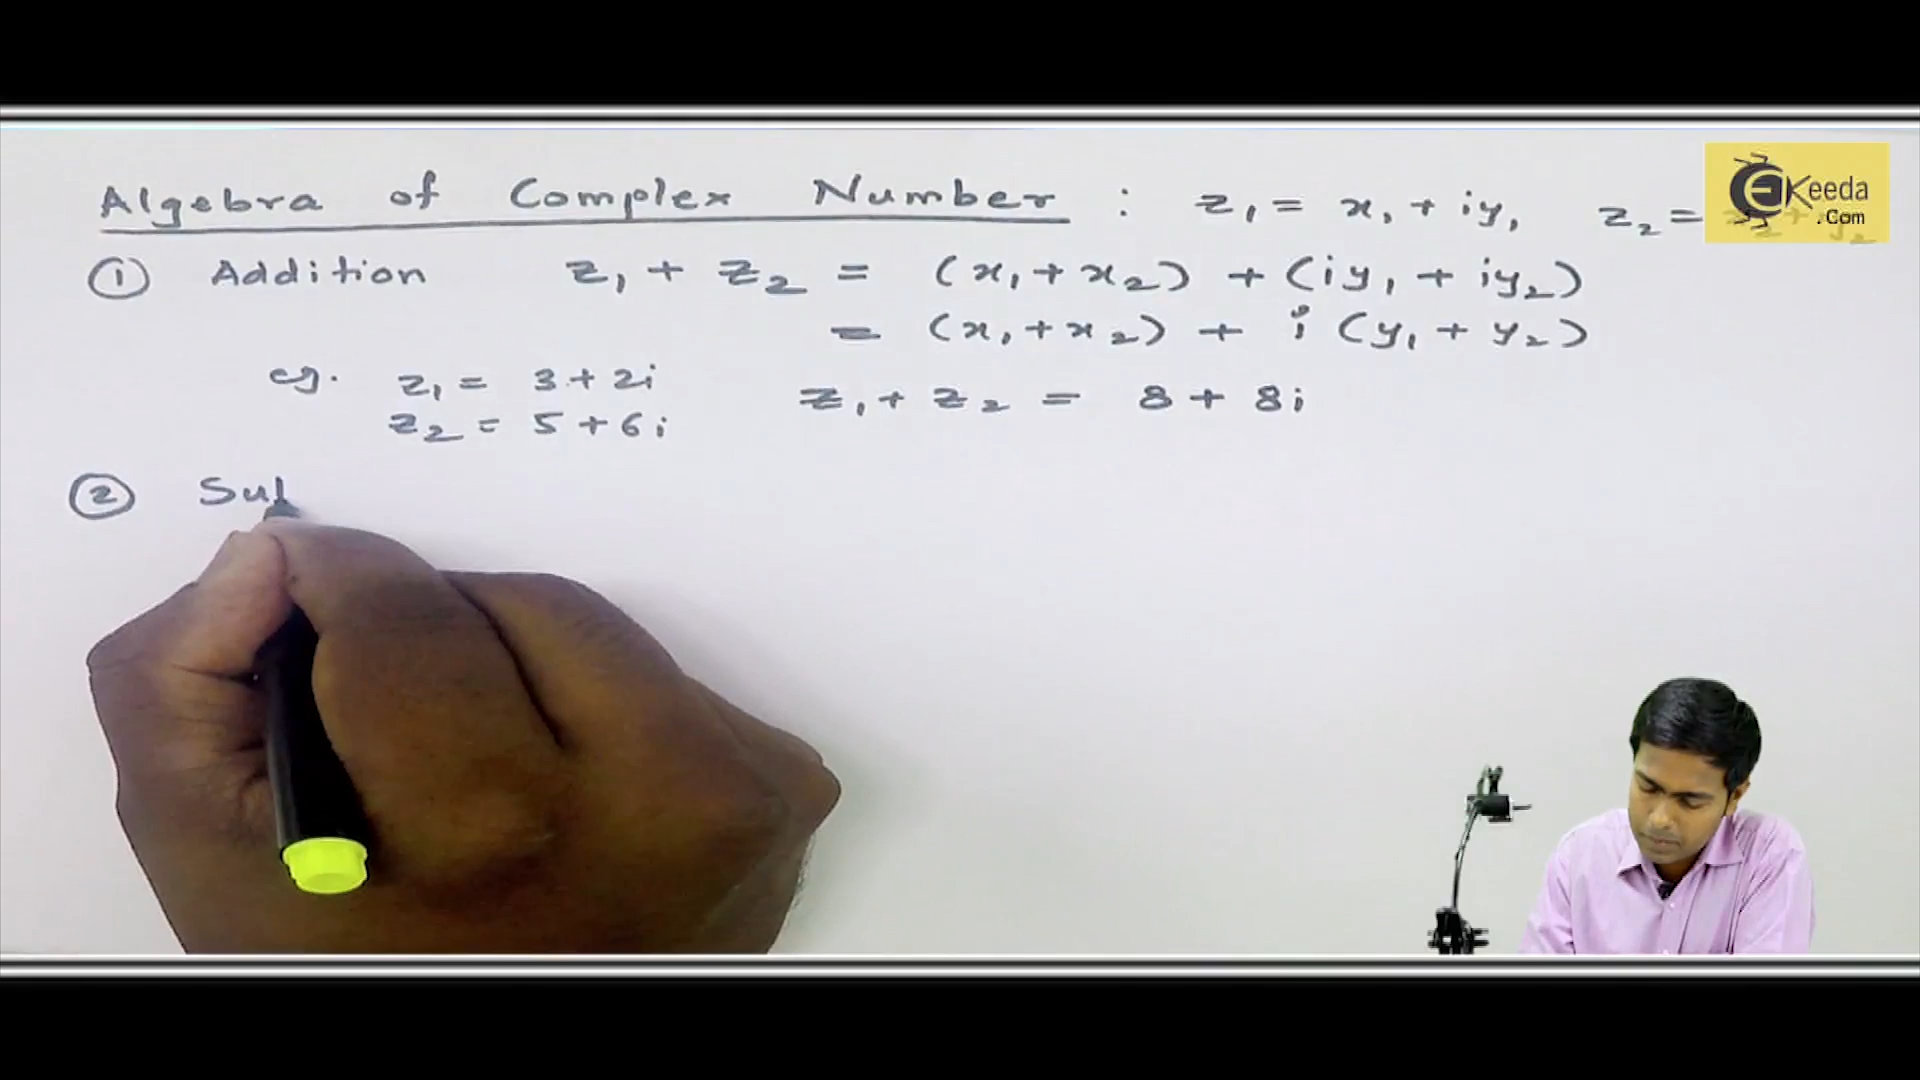 Algebra of Complex Number : z₁ = x₁ + iy₁ z₂ =
Keeda
.Com
① Addition z₁ + z₂ = (x₁ + x₂) + (iy₁ + iy₂)
= (x₁ + x₂) + i (y₁ + y₂)
eg. z₁ = 3 + 2i z₁ + z₂ = 8 + 8i
z₂ = 5 + 6i
② Sub